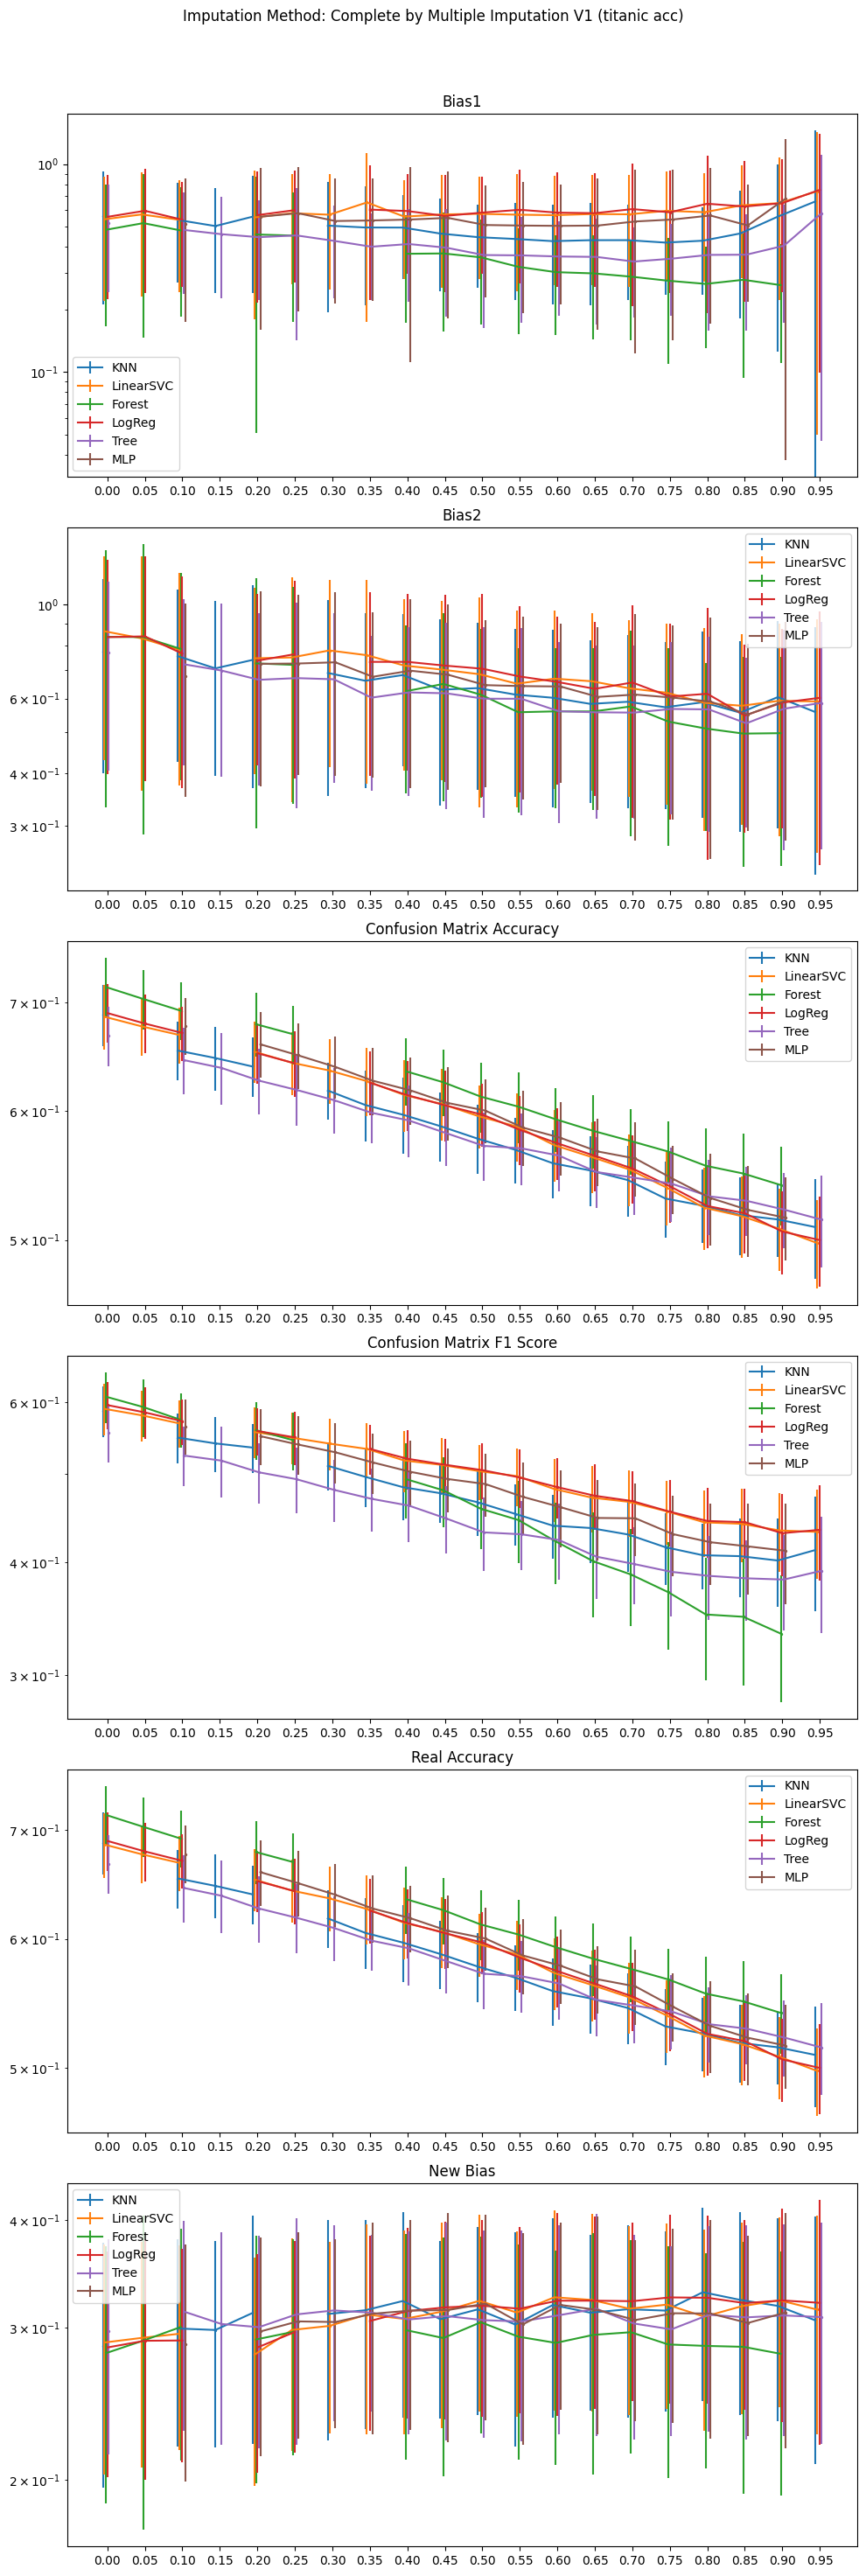 Imputation Method: Complete by Multiple Imputation V1 (titanic acc)
Bias1
10⁰
10⁻¹
KNN
LinearSVC
Forest
LogReg
Tree
MLP
0.00 0.05 0.10 0.15 0.20 0.25 0.30 0.35 0.40 0.45 0.50 0.55 0.60 0.65 0.70 0.75 0.80 0.85 0.90 0.95
Bias2
10⁰
6 × 10⁻¹
4 × 10⁻¹
3 × 10⁻¹
KNN
LinearSVC
Forest
LogReg
Tree
MLP
0.00 0.05 0.10 0.15 0.20 0.25 0.30 0.35 0.40 0.45 0.50 0.55 0.60 0.65 0.70 0.75 0.80 0.85 0.90 0.95
Confusion Matrix Accuracy
7 × 10⁻¹
6 × 10⁻¹
5 × 10⁻¹
KNN
LinearSVC
Forest
LogReg
Tree
MLP
0.00 0.05 0.10 0.15 0.20 0.25 0.30 0.35 0.40 0.45 0.50 0.55 0.60 0.65 0.70 0.75 0.80 0.85 0.90 0.95
Confusion Matrix F1 Score
6 × 10⁻¹
4 × 10⁻¹
3 × 10⁻¹
KNN
LinearSVC
Forest
LogReg
Tree
MLP
0.00 0.05 0.10 0.15 0.20 0.25 0.30 0.35 0.40 0.45 0.50 0.55 0.60 0.65 0.70 0.75 0.80 0.85 0.90 0.95
Real Accuracy
7 × 10⁻¹
6 × 10⁻¹
5 × 10⁻¹
KNN
LinearSVC
Forest
LogReg
Tree
MLP
0.00 0.05 0.10 0.15 0.20 0.25 0.30 0.35 0.40 0.45 0.50 0.55 0.60 0.65 0.70 0.75 0.80 0.85 0.90 0.95
New Bias
4 × 10⁻¹
3 × 10⁻¹
2 × 10⁻¹
KNN
LinearSVC
Forest
LogReg
Tree
MLP
0.00 0.05 0.10 0.15 0.20 0.25 0.30 0.35 0.40 0.45 0.50 0.55 0.60 0.65 0.70 0.75 0.80 0.85 0.90 0.95